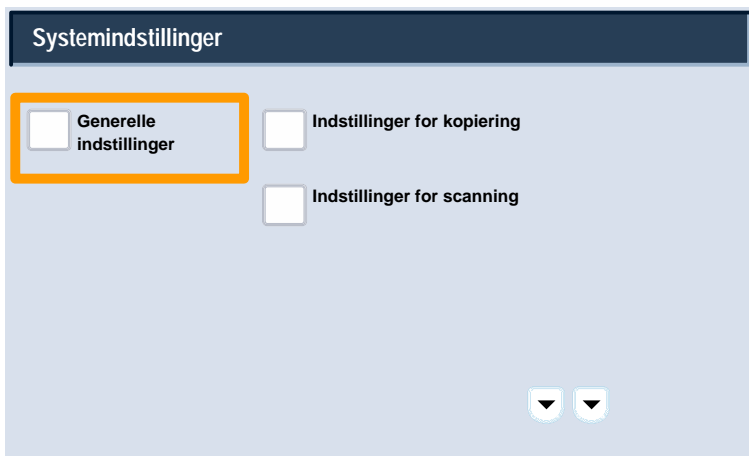 Systemindstillinger
Generelle
indstillinger
Indstillinger for kopiering
Indstillinger for scanning